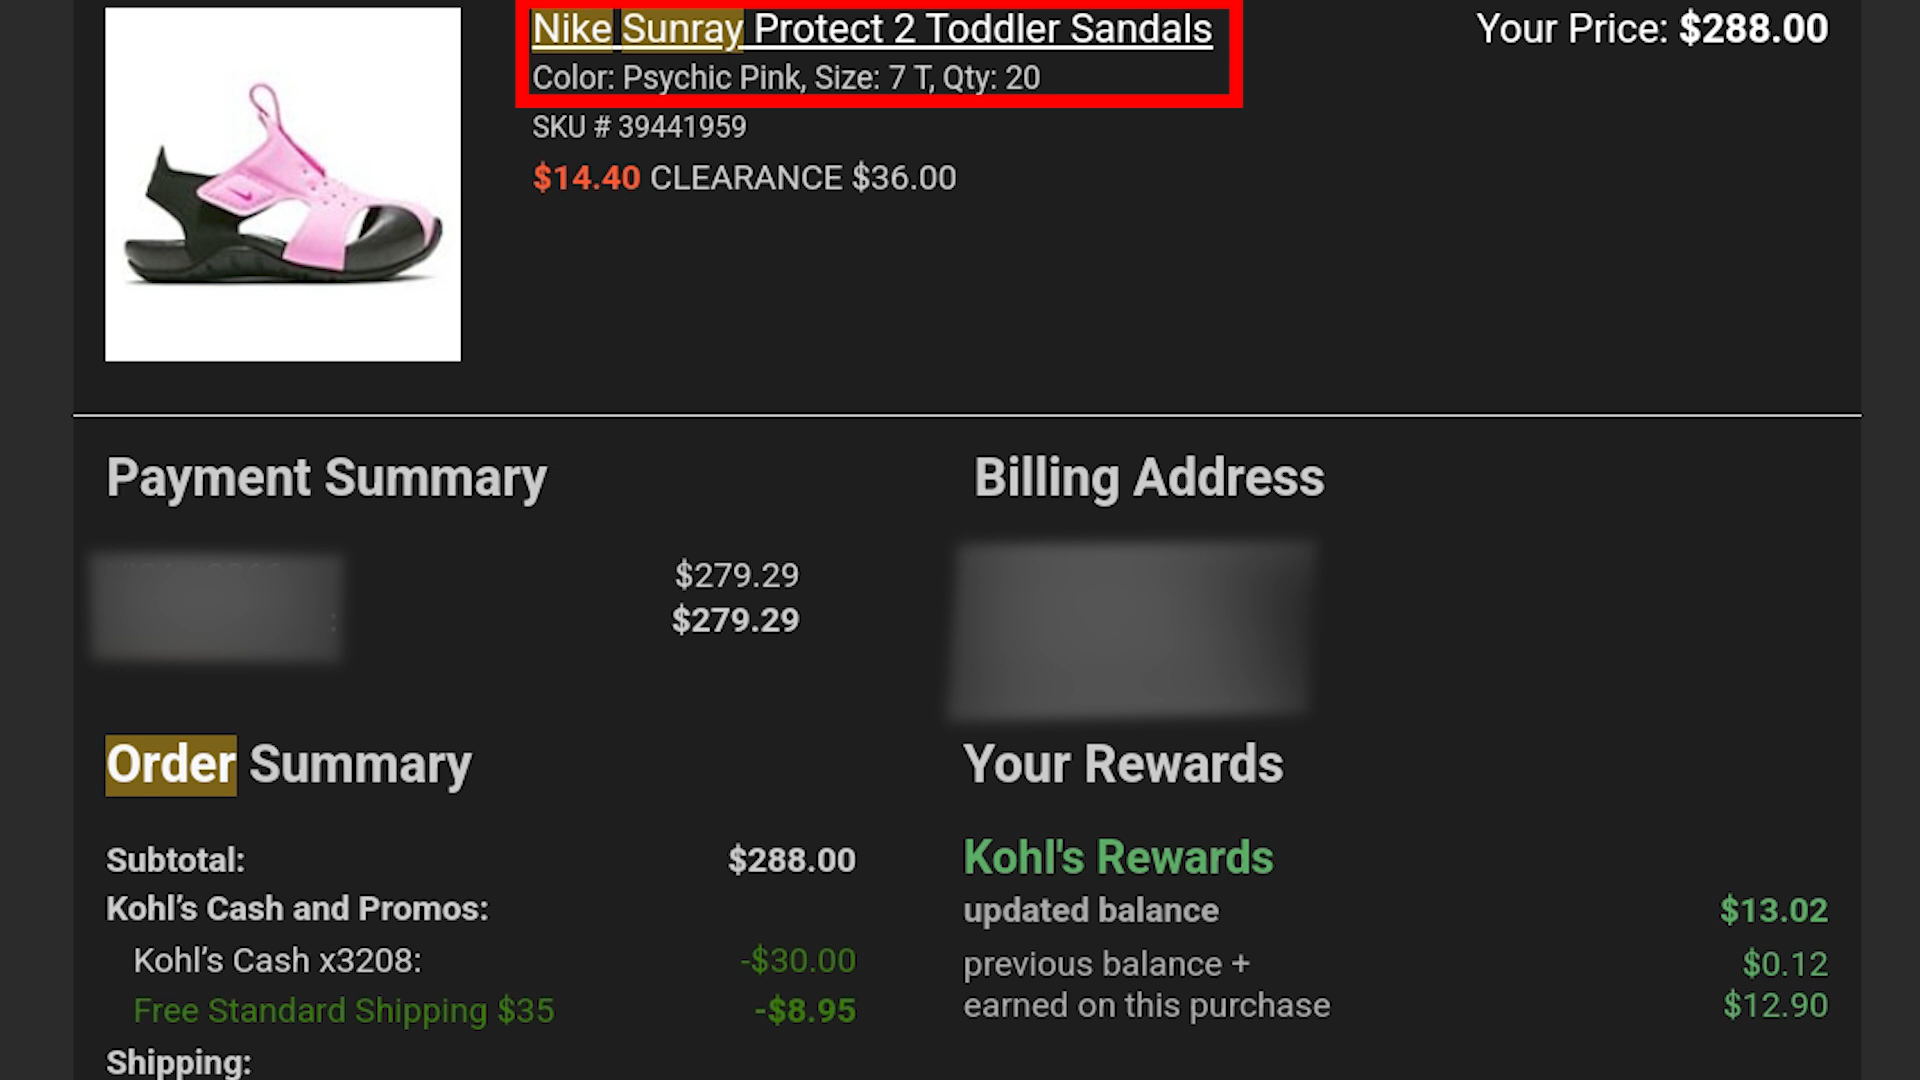 Nike Sunray Protect 2 Toddler Sandals
Your Price: $288.00
Color: Psychic Pink, Size: 7 T, Qty: 20
SKU # 39441959
$14.40 CLEARANCE $36.00
Payment Summary
$279.29
$279.29
Billing Address
Order Summary
Subtotal: $288.00
Kohl’s Cash and Promos:
Kohl’s Cash x3208: -$30.00
Free Standard Shipping $35 -$8.95
Shipping:
Your Rewards
Kohl's Rewards
updated balance $13.02
previous balance + $0.12
earned on this purchase $12.90